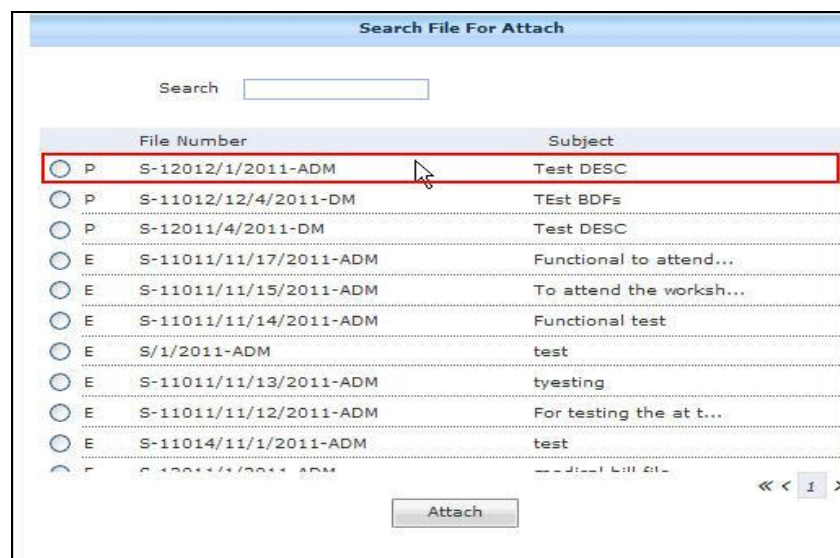 Search File For Attach
Search
File Number Subject
P S-12012/1/2011-ADM Test DESC
P S-11012/12/4/2011-DM TEst BDFs
P S-12011/4/2011-DM Test DESC
E S-11011/11/17/2011-ADM Functional to attend...
E S-11011/11/15/2011-ADM To attend the worksh...
E S-11011/11/14/2011-ADM Functional test
E S/1/2011-ADM test
E S-11011/11/13/2011-ADM tyesting
E S-11011/11/12/2011-ADM For testing the at t...
E S-11014/11/1/2011-ADM test
« < 1 >
Attach